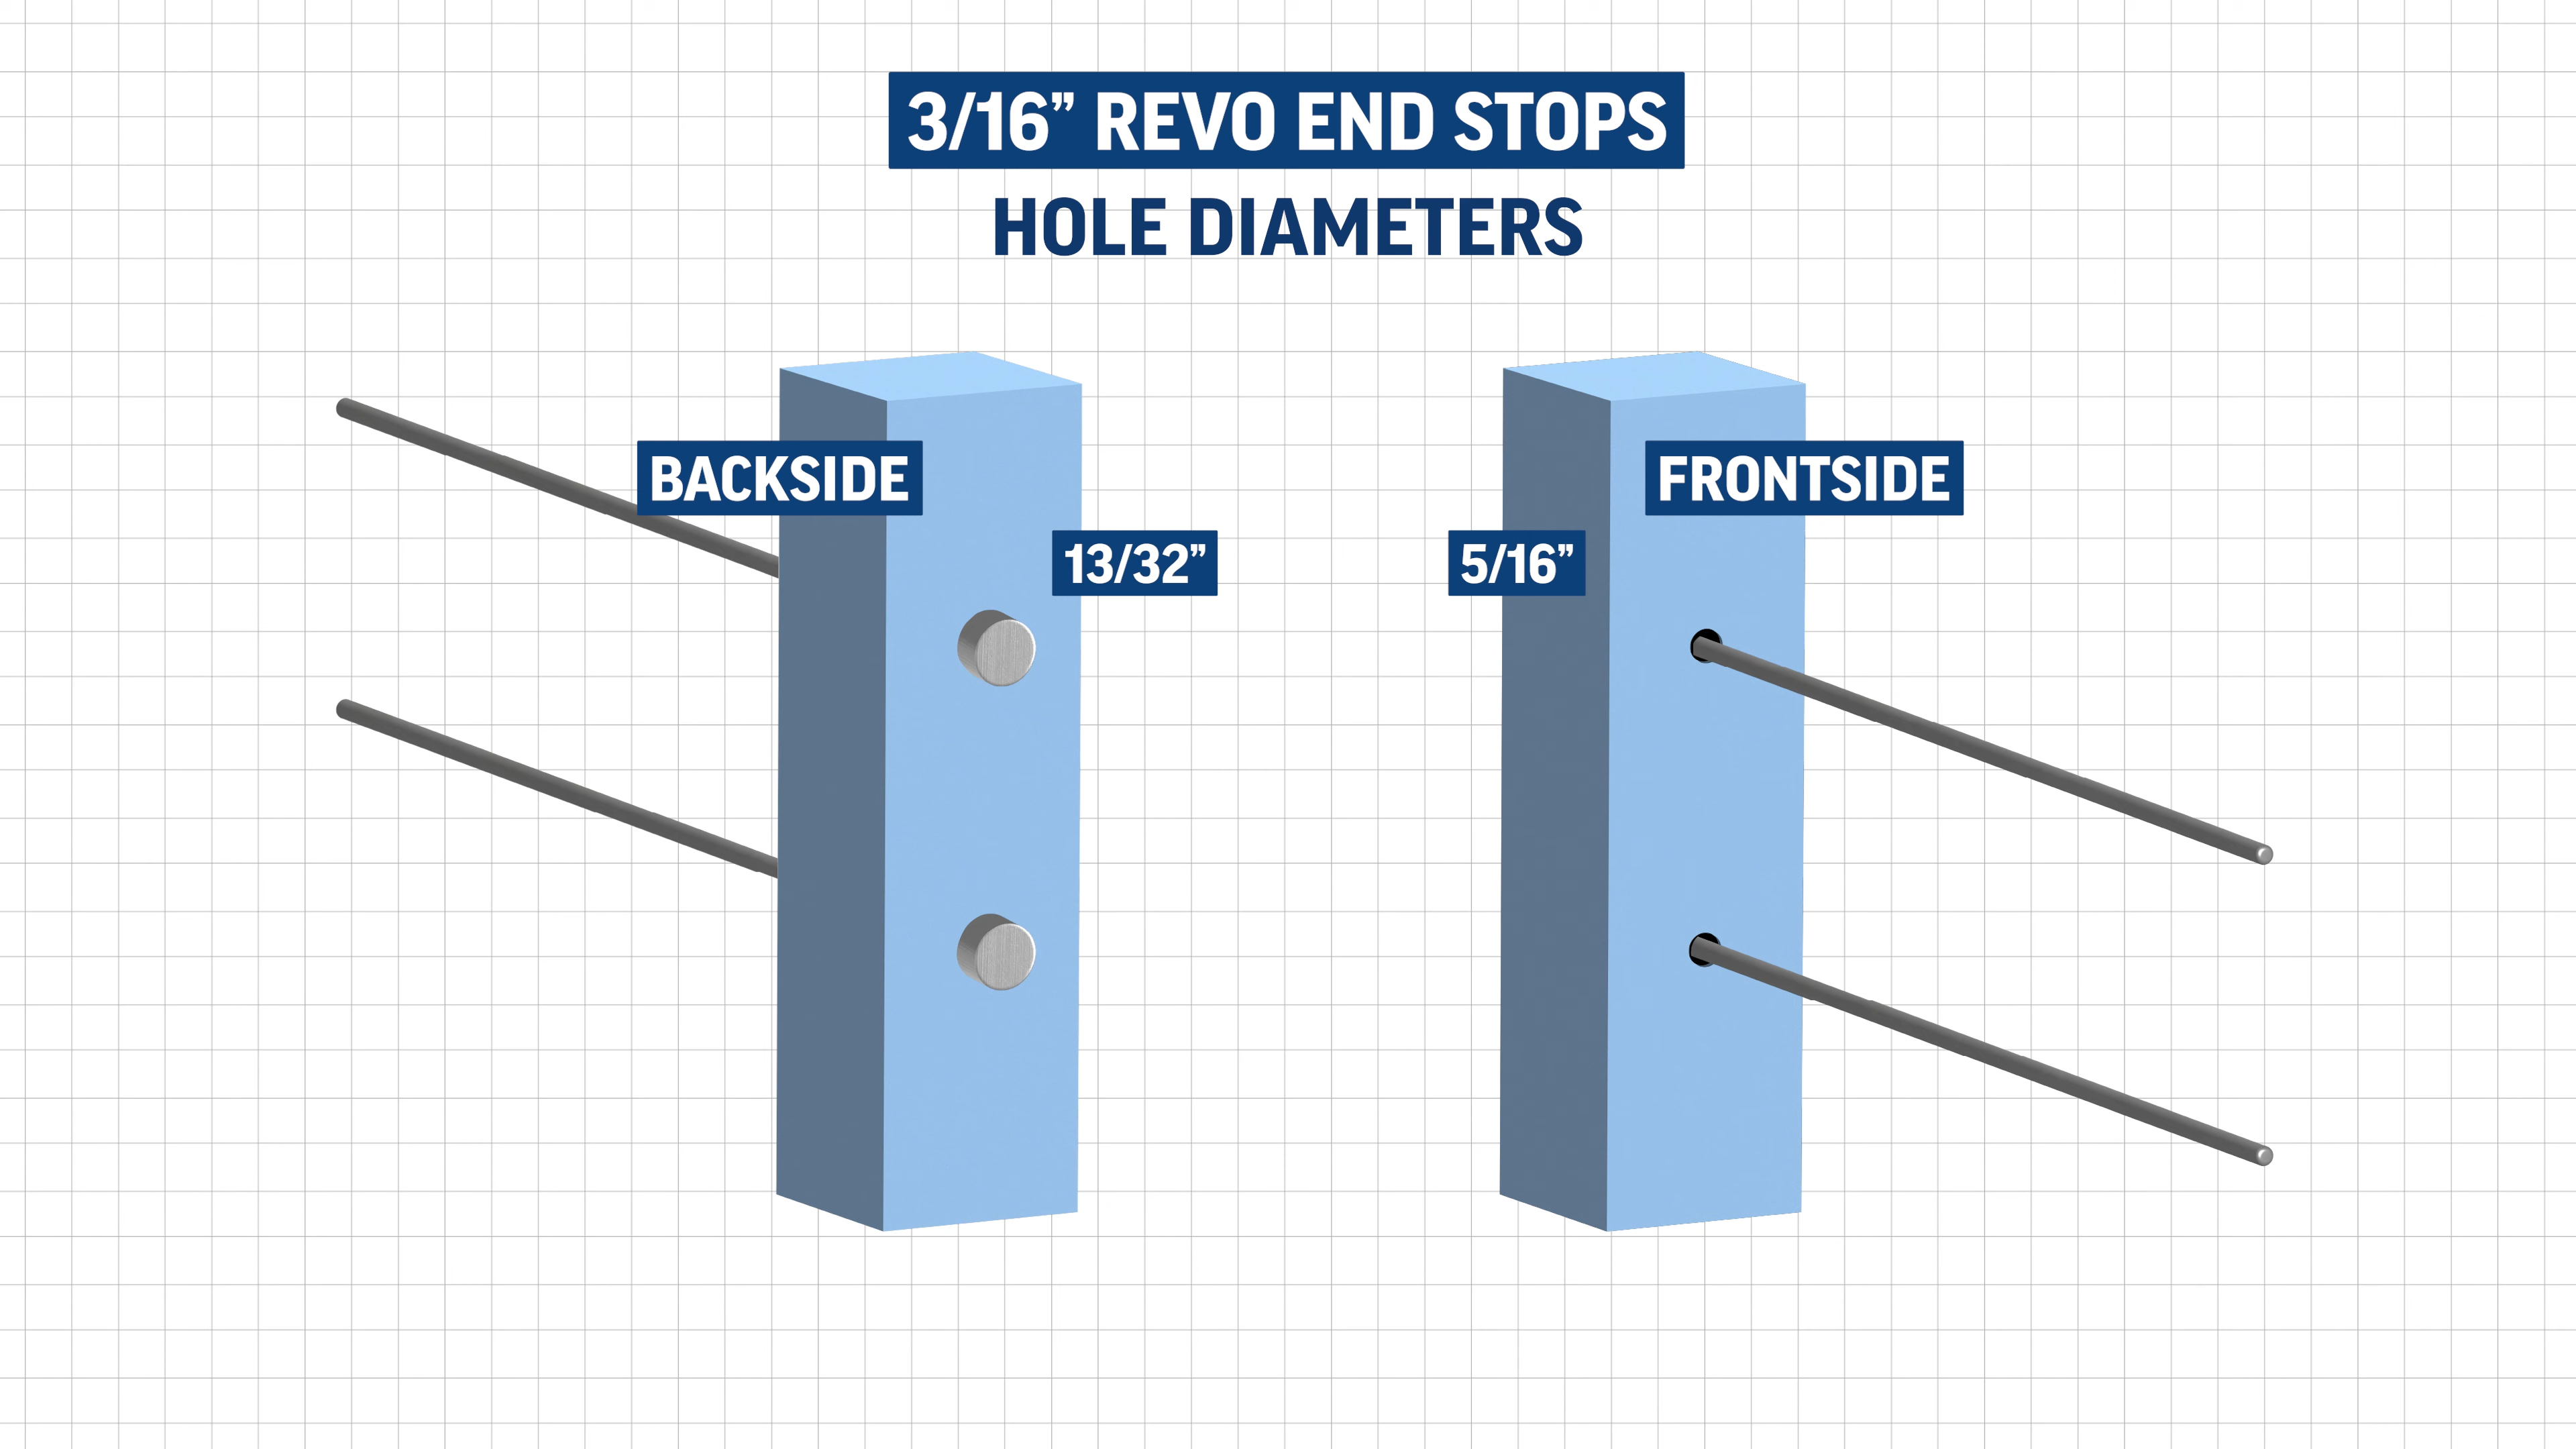 3/16” REVO END STOPS
HOLE DIAMETERS
BACKSIDE
FRONTSIDE
13/32”
5/16”